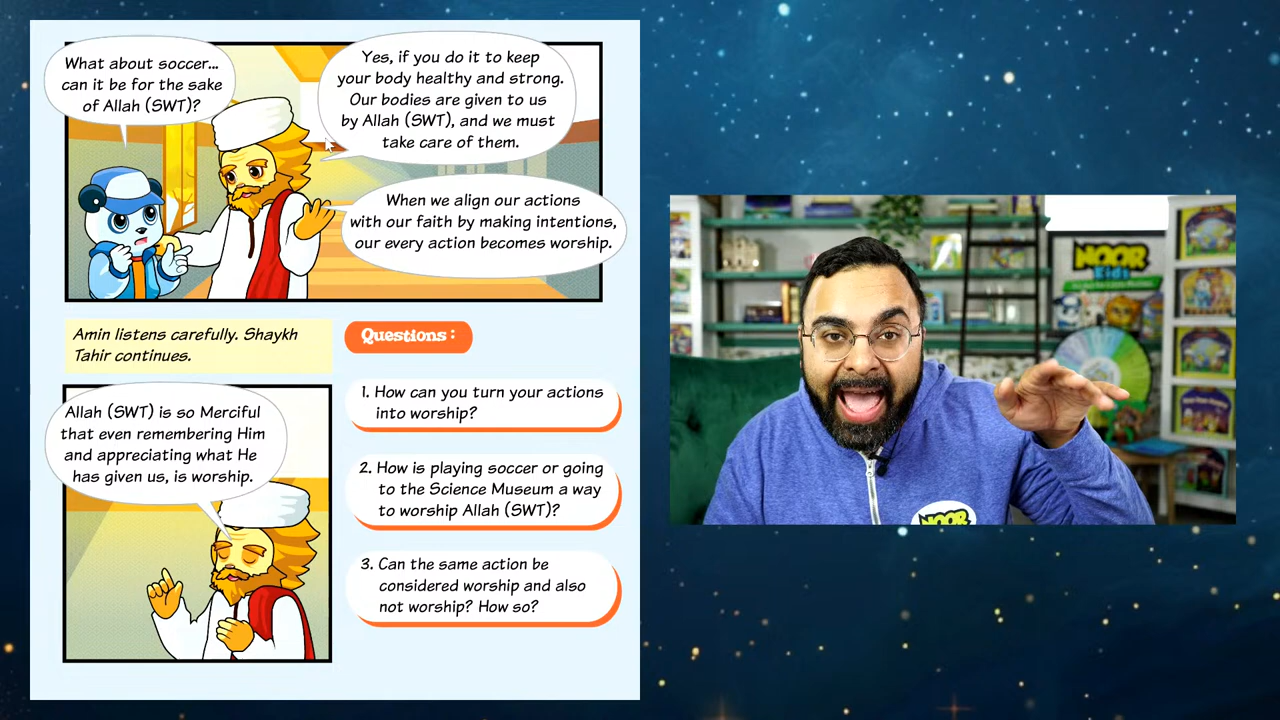 What about soccer...
can it be for the sake
of Allah (SWT)?
Yes, if you do it to keep
your body healthy and strong.
Our bodies are given to us
by Allah (SWT), and we must
take care of them.
When we align our actions
with our faith by making intentions,
our every action becomes worship.
Amin listens carefully. Shaykh
Tahir continues.
Allah (SWT) is so Merciful
that even remembering Him
and appreciating what He
has given us, is worship.
Questions:
1. How can you turn your actions
into worship?
2. How is playing soccer or going
to the Science Museum a way
to worship Allah (SWT)?
3. Can the same action be
considered worship and also
not worship? How so?
NOOR
Kids
NOOR